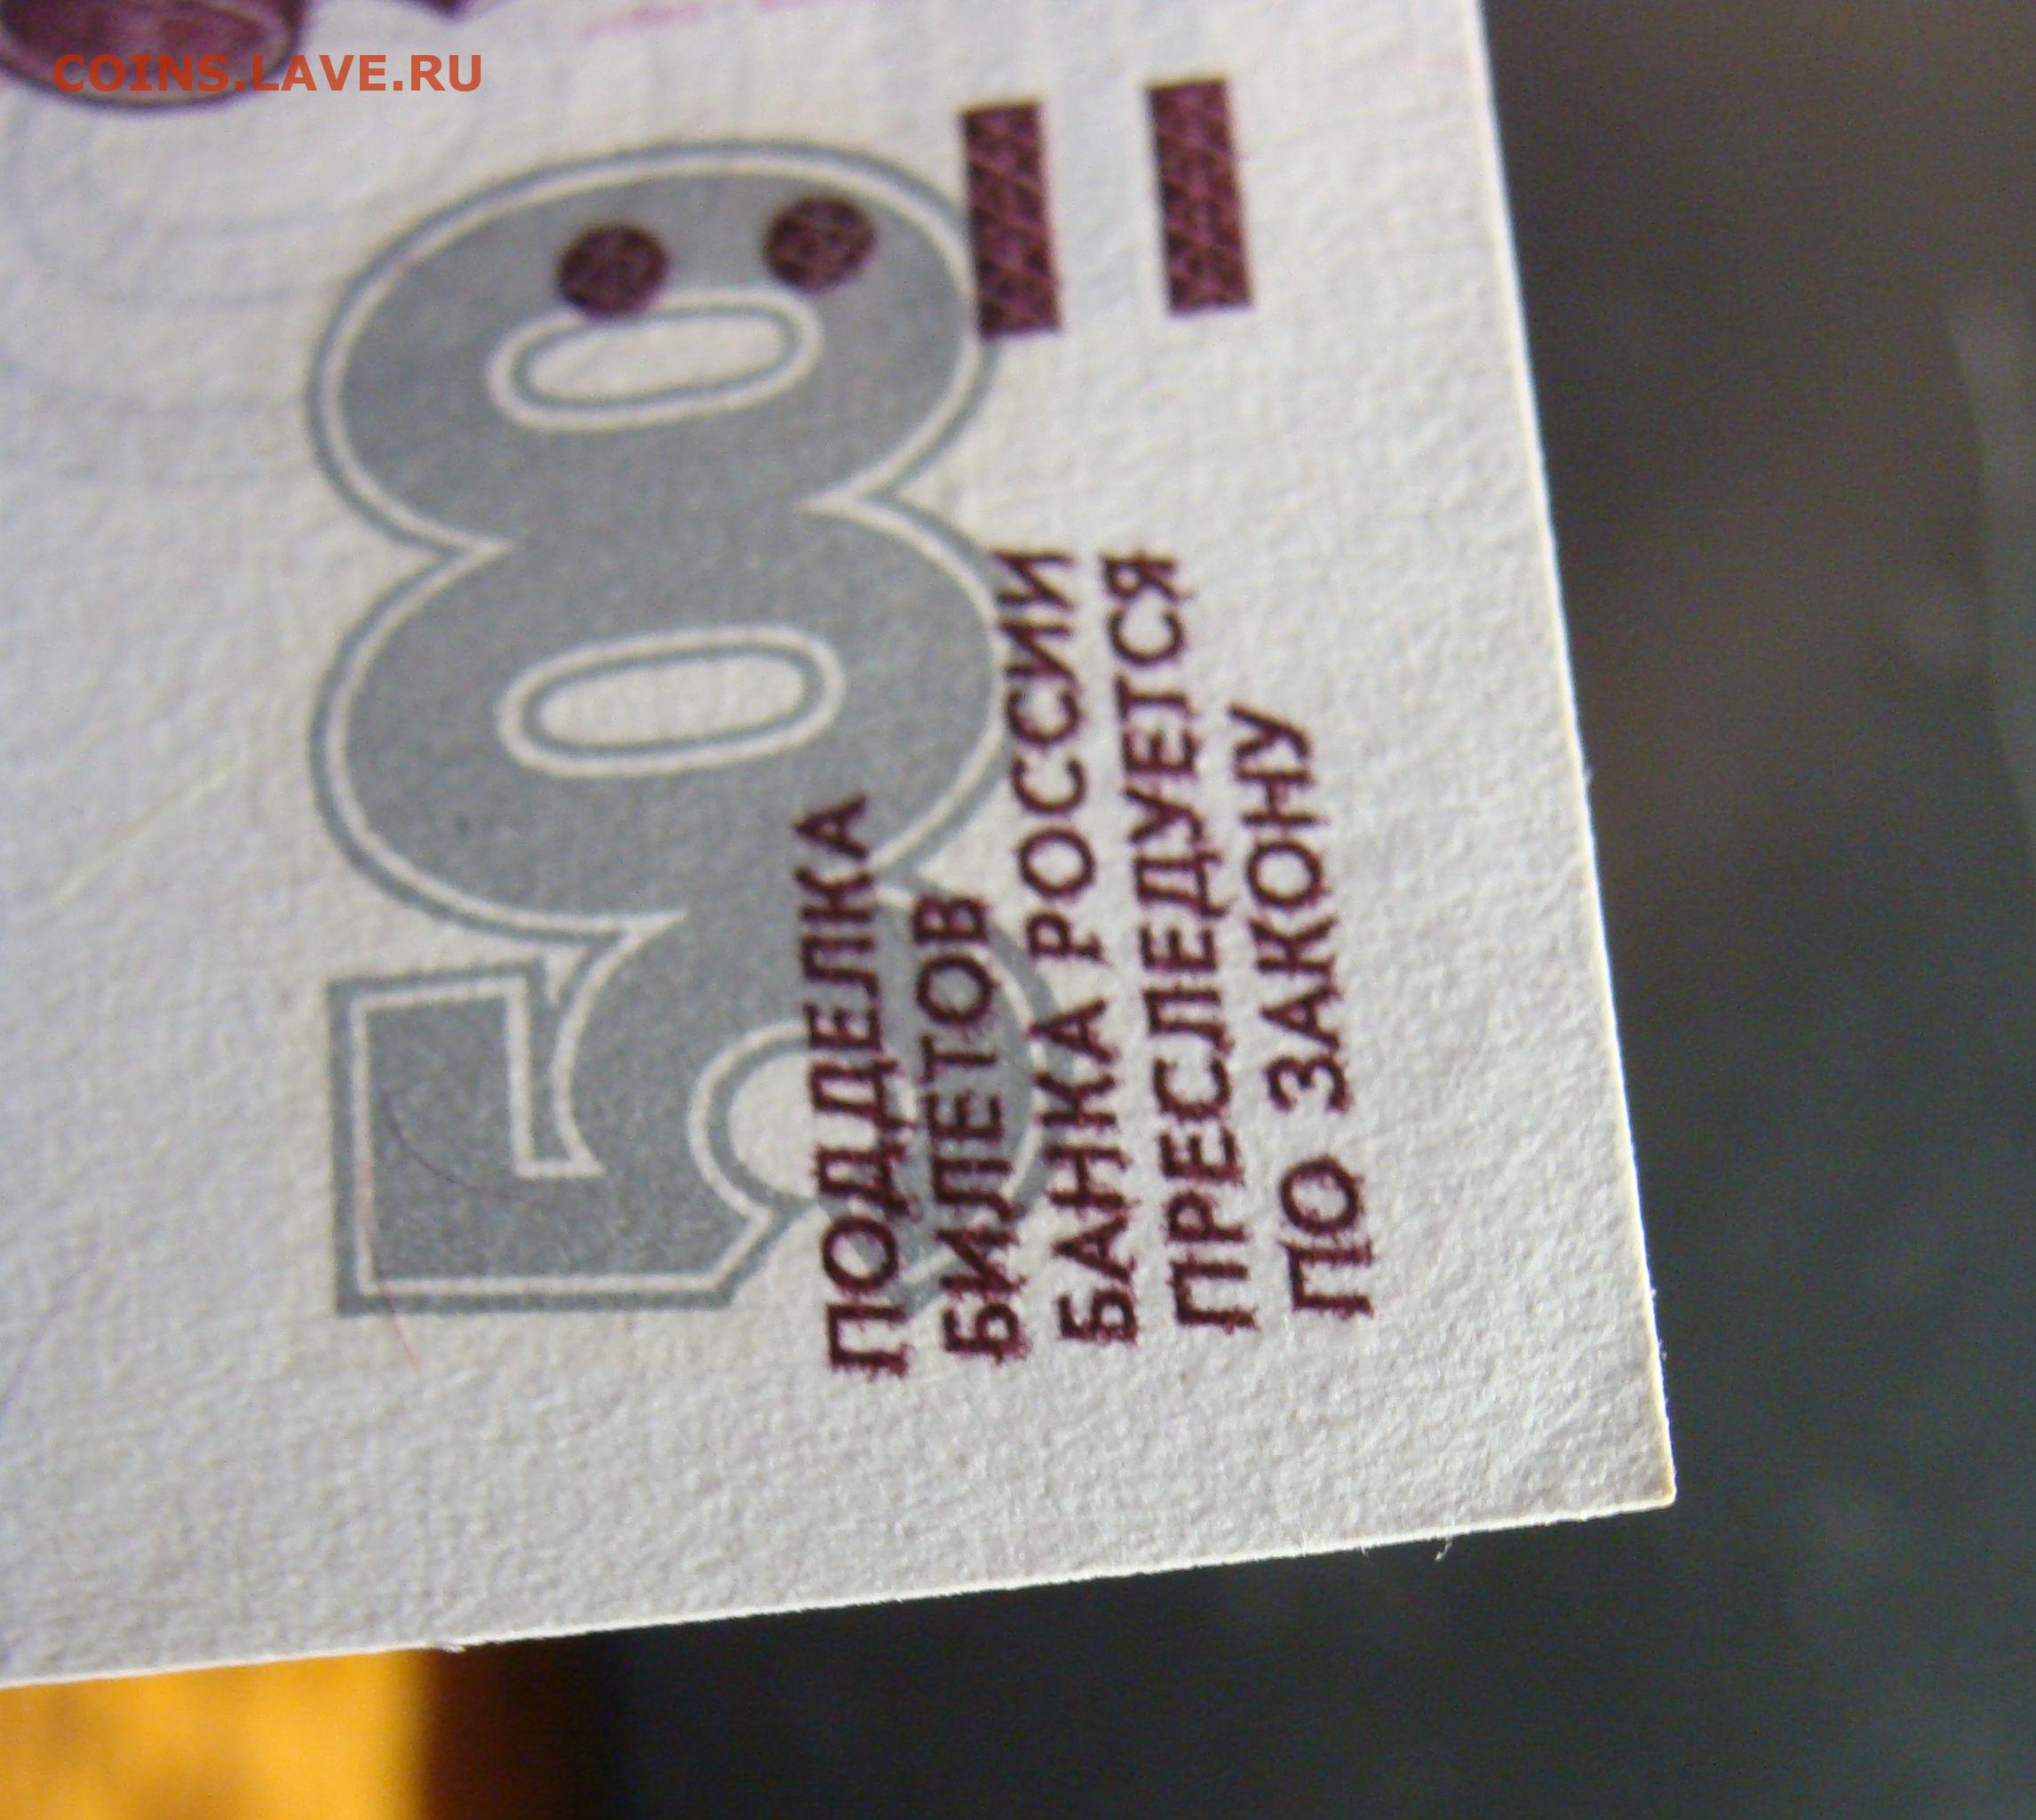 COINS.LAVE.RU
500
ПОДДЕЛКА
БИЛЕТОВ
БАНКА РОССИИ
ПРЕСЛЕДУЕТСЯ
ПО ЗАКОНУ